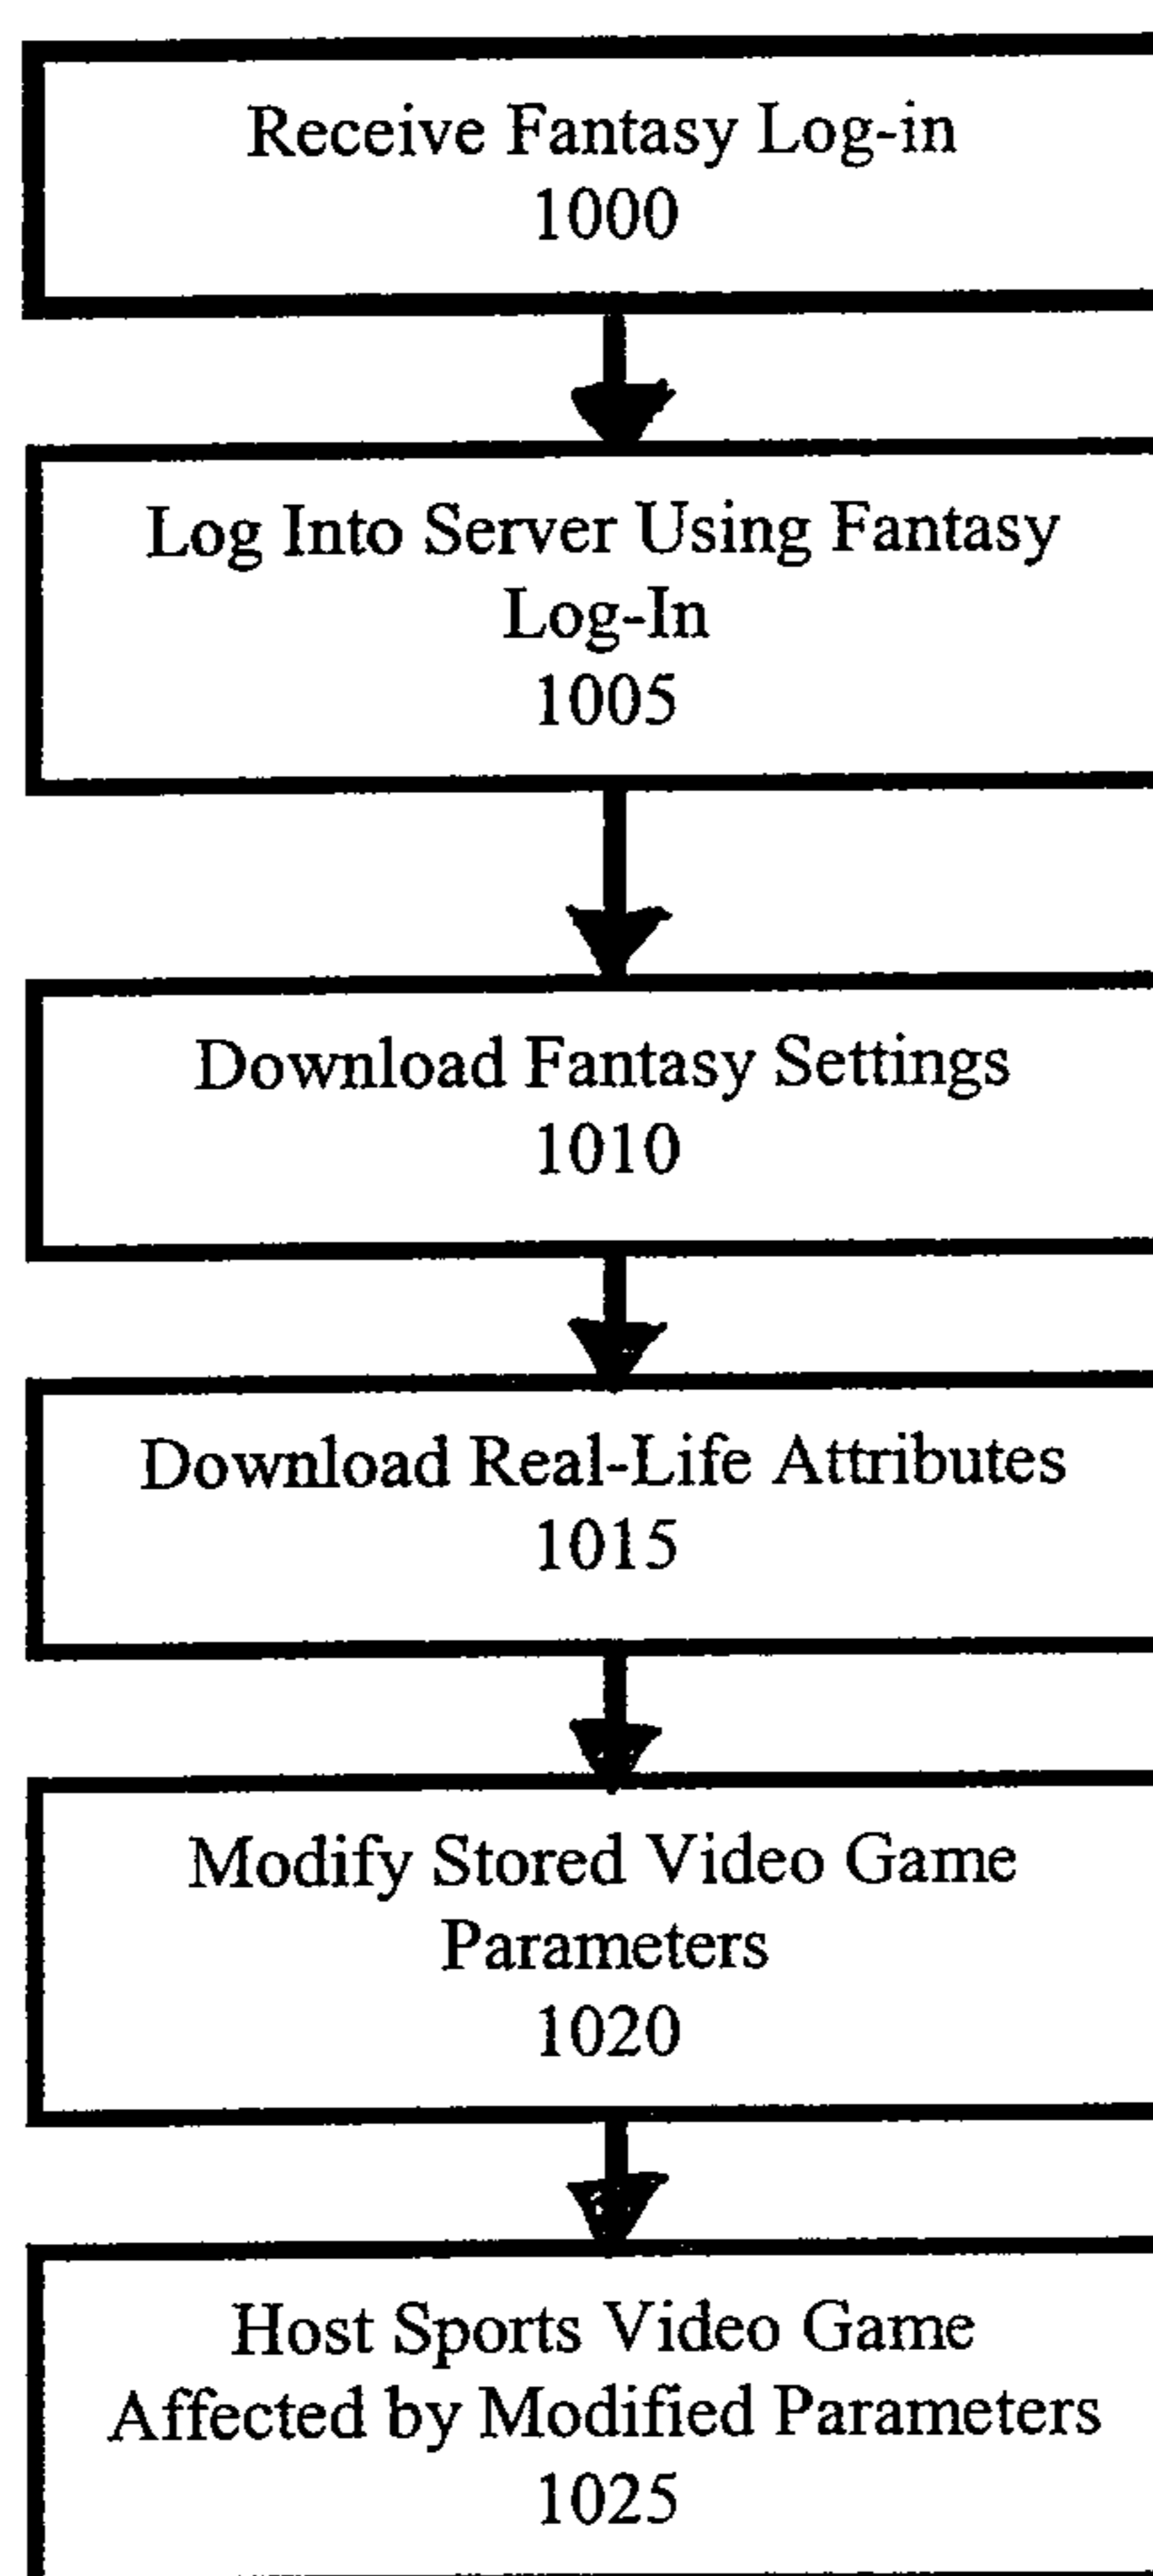 Receive Fantasy Log-in
1000
Log Into Server Using Fantasy
Log-In
1005
Download Fantasy Settings
1010
Download Real-Life Attributes
1015
Modify Stored Video Game
Parameters
1020
Host Sports Video Game
Affected by Modified Parameters
1025